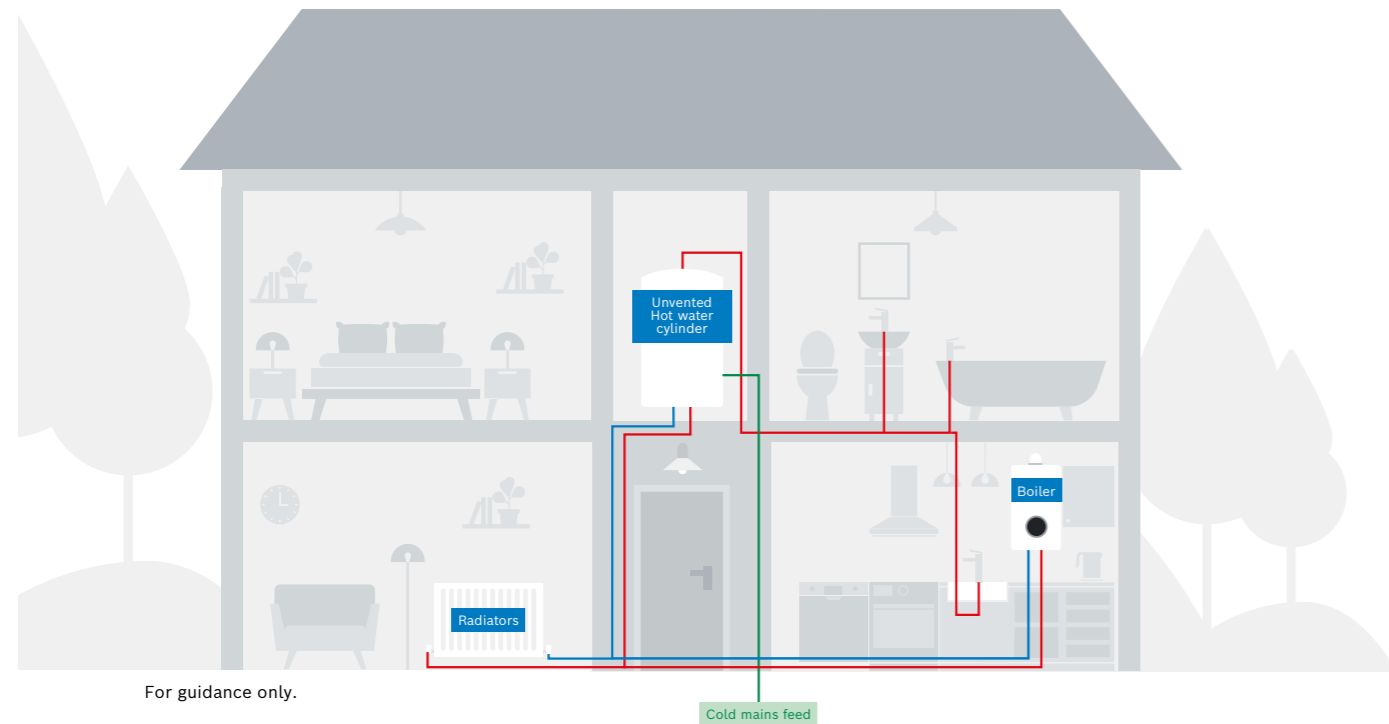 Unvented
Hot water
cylinder
Boiler
Radiators
For guidance only.
Cold mains feed